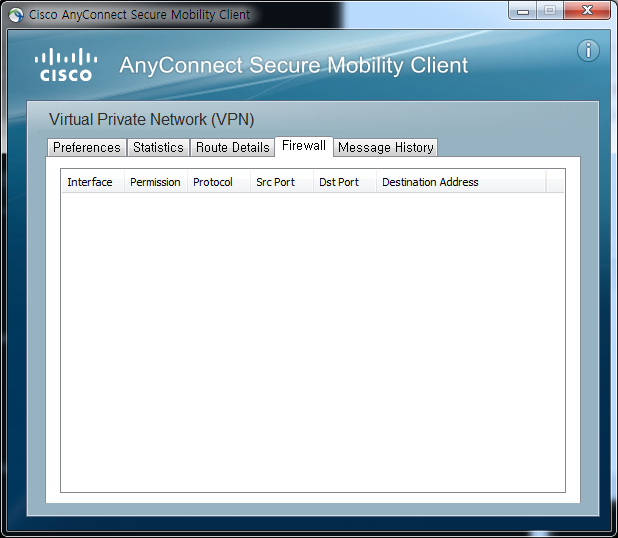 Cisco AnyConnect Secure Mobility Client
CISCO AnyConnect Secure Mobility Client
Virtual Private Network (VPN)
Preferences Statistics Route Details Firewall Message History
Interface Permission Protocol Src Port Dst Port Destination Address